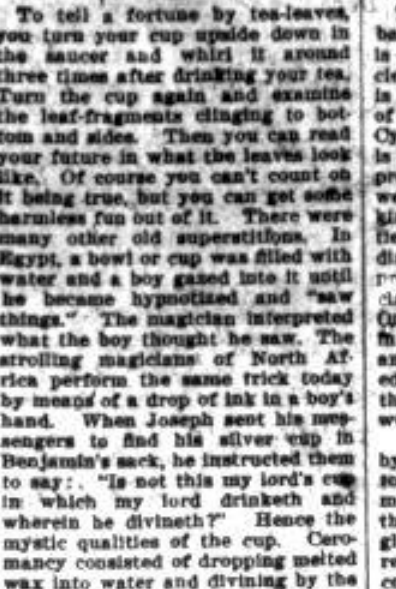 To tell a fortune by tea-leaves,
you turn your cup upside down in
the saucer and whirl it around
three times after drinking your tea.
Turn the cup again and examine
the leaf-fragments clinging to bot-
tom and sides. Then you can read
your future in what the leaves look
like. Of course you can't count on
it being true, but you can get some
harmless fun out of it. There were
many other old superstitions. In
Egypt, a bowl or cup was filled with
water and a boy gazed into it until
he became hypnotized and "saw
things." The magician interpreted
what the boy thought he saw. The
strolling magicians of North Af-
rica perform the same trick today
by means of a drop of ink in a boy's
hand. When Joseph sent his mes-
sengers to find his silver cup in
Benjamin's sack, he instructed them
to say: "Is not this my lord's cup
in which my lord drinketh and
wherein he divineth?" Hence the
mystic qualities of the cup. Cero-
mancy consisted of dropping melted
wax into water and divining by the